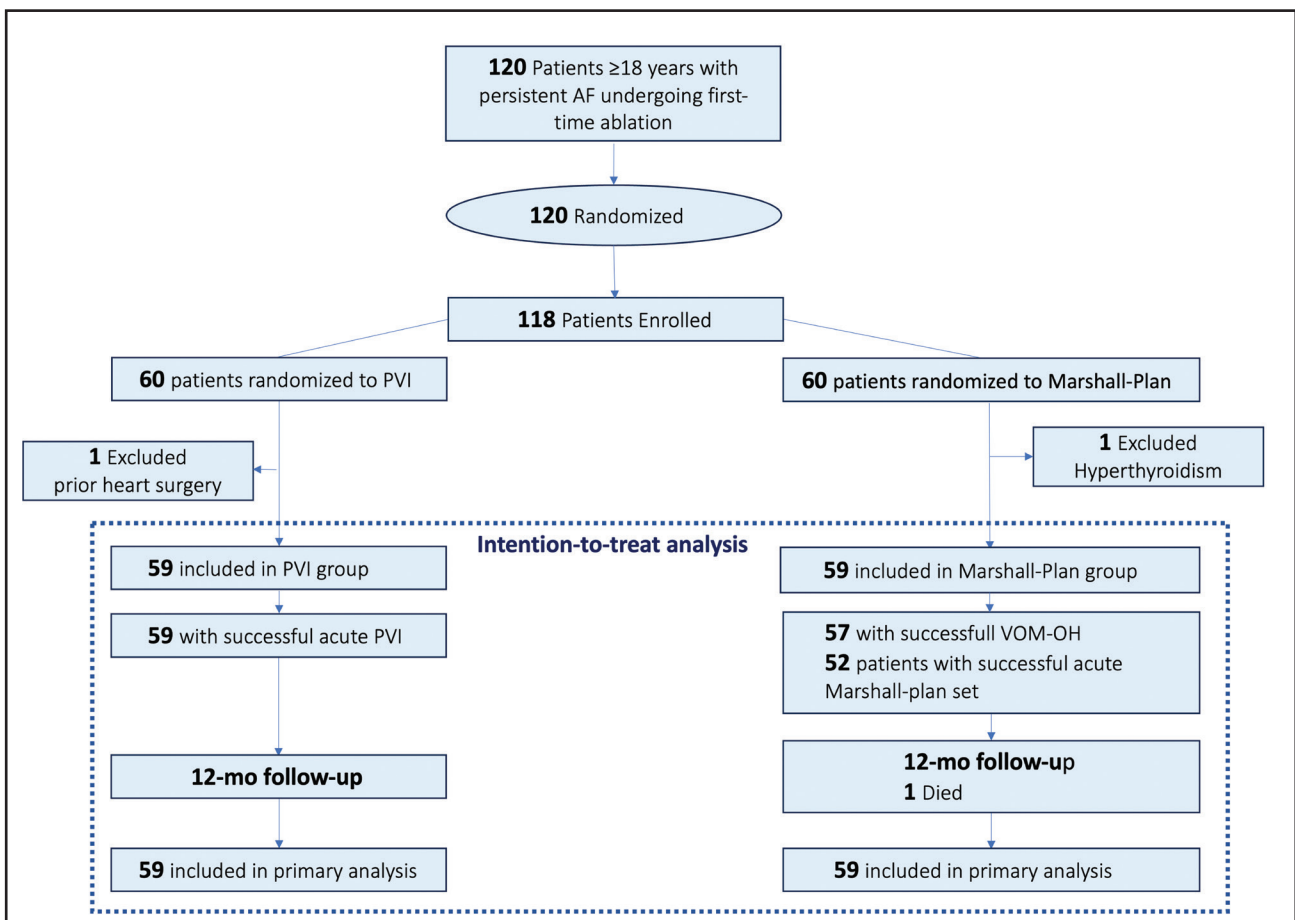 120 Patients ≥18 years with
persistent AF undergoing first-
time ablation
120 Randomized
118 Patients Enrolled
60 patients randomized to PVI
60 patients randomized to Marshall-Plan
1 Excluded
prior heart surgery
1 Excluded
Hyperthyroidism
Intention-to-treat analysis
59 included in PVI group
59 included in Marshall-Plan group
59 with successful acute PVI
57 with successfull VOM-OH
52 patients with successful acute
Marshall-plan set
12-mo follow-up
12-mo follow-up
1 Died
59 included in primary analysis
59 included in primary analysis